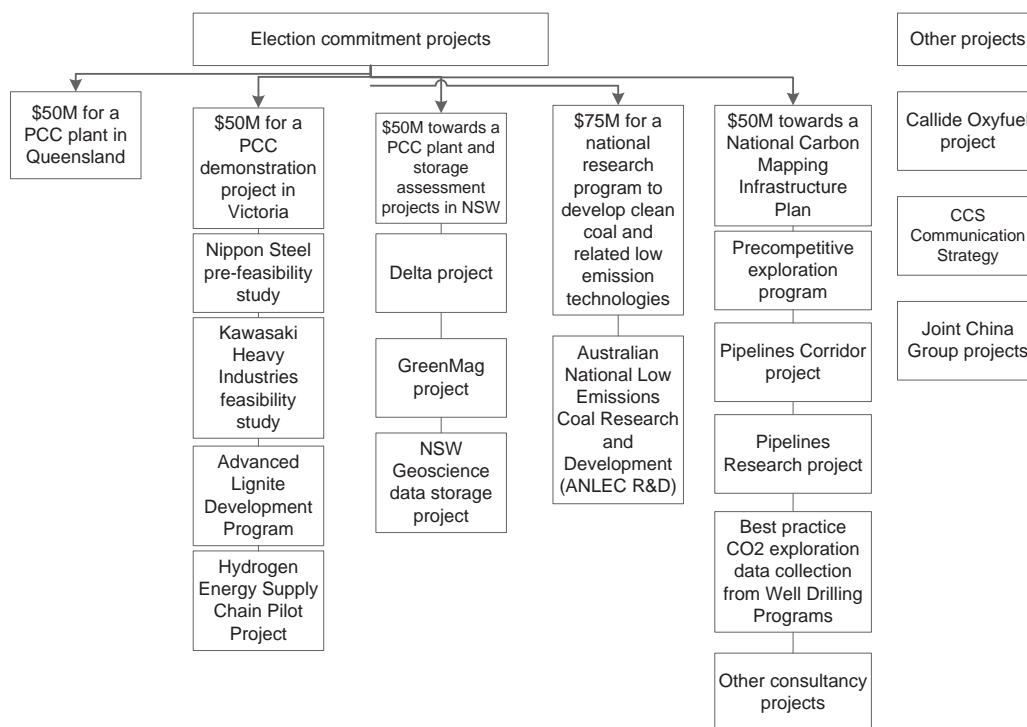 Election commitment projects
Other projects
$50M for a
PCC plant in
Queensland
$50M for a
PCC
demonstration
project in
Victoria
Nippon Steel
pre-feasibility
study
Kawasaki
Heavy
Industries
feasibility
study
Advanced
Lignite
Development
Program
Hydrogen
Energy Supply
Chain Pilot
Project
$50M towards a
PCC plant and
storage
assessment
projects in NSW
Delta project
GreenMag
project
NSW
Geoscience
data storage
project
$75M for a
national
research
program to
develop clean
coal and
related low
emission
technologies
Australian
National Low
Emissions
Coal Research
and
Development
(ANLEC R&D)
$50M towards a
National Carbon
Mapping
Infrastructure
Plan
Precompetitive
exploration
program
Pipelines Corridor
project
Pipelines
Research project
Best practice
CO2 exploration
data collection
from Well Drilling
Programs
Other consultancy
projects
Callide Oxyfuel
project
CCS
Communication
Strategy
Joint China
Group projects